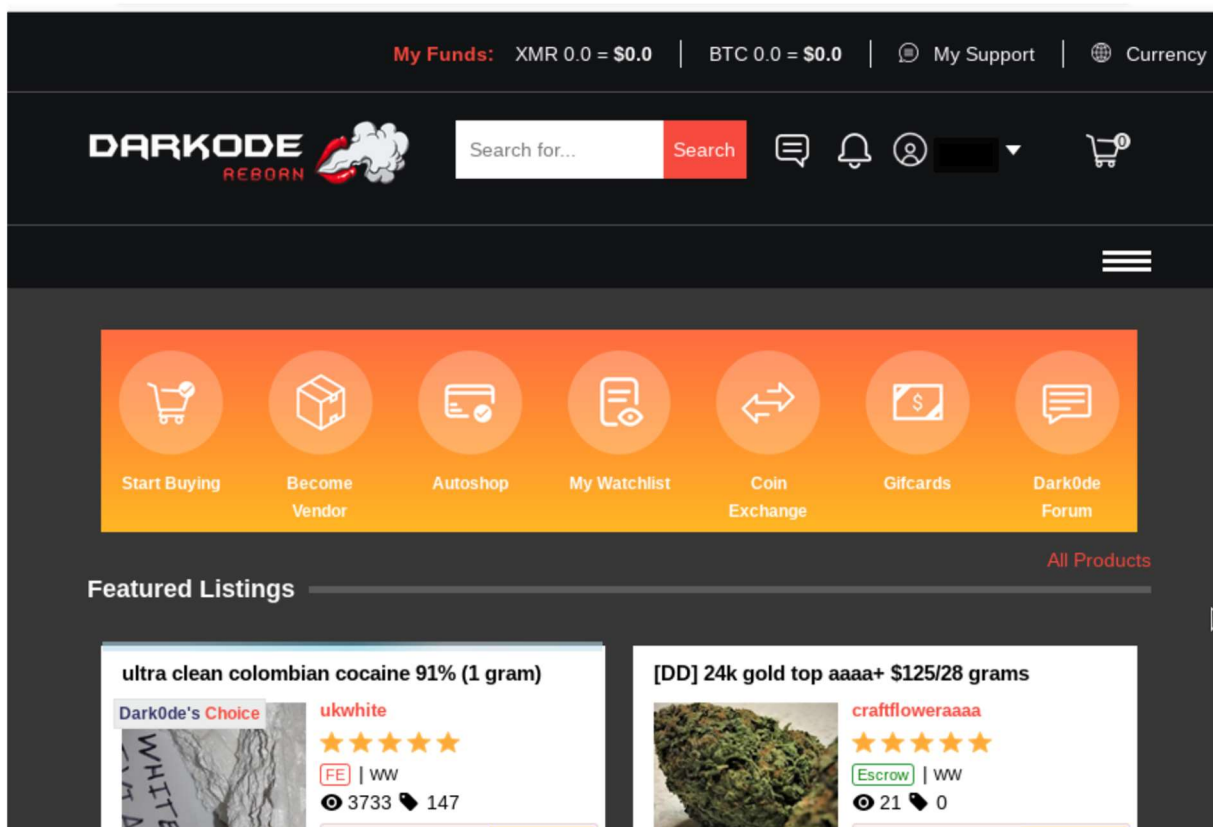 My Funds: XMR 0.0 = $0.0 | BTC 0.0 = $0.0 | My Support | Currency
DARKODE
REBORN
Search for... Search
0
Start Buying
Become
Vendor
Autoshop
My Watchlist
Coin
Exchange
Gifcards
Dark0de
Forum
All Products
Featured Listings
ultra clean colombian cocaine 91% (1 gram)
Dark0de's Choice
WHITE
ukwhite
FE | WW
3733 147
[DD] 24k gold top aaaa+ $125/28 grams
craftfloweraaaa
Escrow | WW
21 0